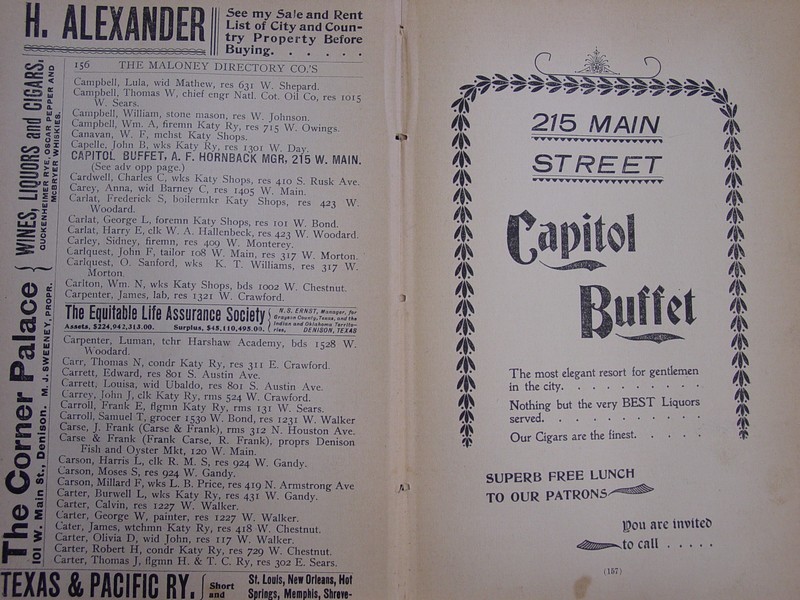 H. ALEXANDER
See my Sale and Rent
List of City and Coun-
try Property Before
Buying. . . . . .
156 THE MALONEY DIRECTORY CO.'S
Campbell, Lula, wid Mathew, res 631 W. Shepard.
Campbell, Thomas W, chief engr Natl. Cot. Oil Co, res 1015
W. Sears.
Campbell, William, stone mason, res W. Johnson.
Campbell, Wm. A, firemn Katy Ry, res 715 W. Owings.
Canavan, W. F, mchst Katy Shops.
Capelle, John B, wks Katy Ry, res 1301 W. Day.
CAPITOL BUFFET, A. F. HORNBACK MGR, 215 W. MAIN.
(See adv opp page.)
Cardwell, Charles C, wks Katy Shops, res 410 S. Rusk Ave.
Carey, Anna, wid Barney C, res 1405 W. Main.
Carlat, Frederick S, boilermkr Katy Shops, res 423 W.
Woodard.
Carlat, George L, foremn Katy Shops, res 101 W. Bond.
Carlat, Harry E, clk W. A. Hallenbeck, res 423 W. Woodard.
Carley, Sidney, firemn, res 409 W. Monterey.
Carlquest, John F, tailor 108 W. Main, res 317 W. Morton.
Carlquest, O. Sanford, wks K. T. Williams, res 317 W.
Morton.
Carlton, Wm. N, wks Katy Shops, bds 1002 W. Chestnut.
Carpenter, James, lab, res 1321 W. Crawford.
The Equitable Life Assurance Society
Assets, $224,942,313.00. Surplus, $45,110,495.00.
N. S. ERNST, Manager, for
Grayson County, Texas, and the
Indian and Oklahoma Territo-
ries, DENISON, TEXAS
Carpenter, Luman, tchr Harshaw Academy, bds 1528 W.
Woodard.
Carr, Thomas N, condr Katy Ry, res 311 E. Crawford.
Carrett, Edward, res 801 S. Austin Ave.
Carrett, Louisa, wid Ubaldo, res 801 S. Austin Ave.
Carrey, John J, clk Katy Ry, rms 524 W. Crawford.
Carroll, Frank E, flgmn Katy Ry, rms 131 W. Sears.
Carroll, Samuel T, grocer 1530 W. Bond, res 1231 W. Walker
Carse, J. Frank (Carse & Frank), rms 312 N. Houston Ave.
Carse & Frank (Frank Carse, R. Frank), proprs Denison
Fish and Oyster Mkt, 120 W. Main.
Carson, Harris L, clk R. M. S, res 924 W. Gandy.
Carson, Moses S, res 924 W. Gandy.
Carson, Millard F, wks L. B. Price, res 419 N. Armstrong Ave
Carter, Burwell L, wks Katy Ry, res 431 W. Gandy.
Carter, Calvin, res 1227 W. Walker.
Carter, George W, painter, res 1227 W. Walker.
Cater, James, wtchmn Katy Ry, res 418 W. Chestnut.
Carter, Olivia D, wid John, res 117 W. Walker.
Carter, Robert H, condr Katy Ry, res 729 W. Chestnut.
Carter, Thomas J, flgmn H. & T. C. Ry, res 302 E. Sears.
TEXAS & PACIFIC RY.
Short
and
St. Louis, New Orleans, Hot
Springs, Memphis, Shreve-
The Corner Palace
WINES, LIQUORS and CIGARS,
GUCKENHEIMER RYE, OSCAR PEPPER AND
McBRYER WHISKIES.
101 W. Main St., Denison. M. J. SWEENEY, PROPR.
215 MAIN
STREET
Capitol
Buffet
The most elegant resort for gentlemen
in the city. . . . . . . . . .
Nothing but the very BEST Liquors
served. . . . . . . . . . . .
Our Cigars are the finest. . . . .
SUPERB FREE LUNCH
TO OUR PATRONS
You are invited
to call . . . . .
(157)